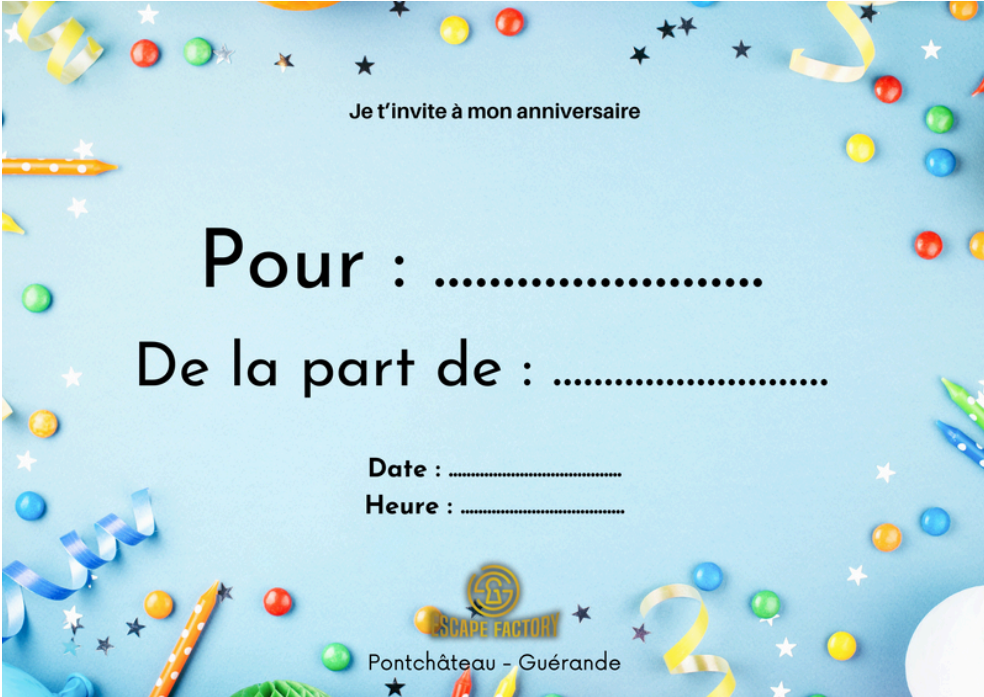 Je t'invite à mon anniversaire
Pour : ........................
De la part de : ...........................
Date : .......................................
Heure : .....................................
ESCAPE FACTORY
Pontchâteau - Guérande